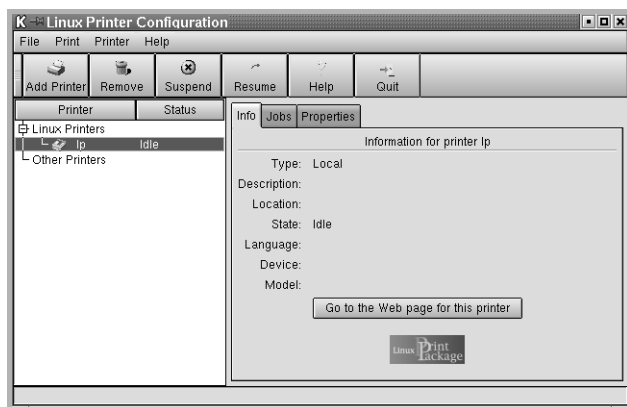 K Linux Printer Configuration
File Print Printer Help
Add Printer Remove Suspend Resume Help Quit
Printer Status
Linux Printers
lp Idle
Other Printers
Info Jobs Properties
Information for printer lp
Type: Local
Description:
Location:
State: Idle
Language:
Device:
Model:
Go to the Web page for this printer
Linux Print Package